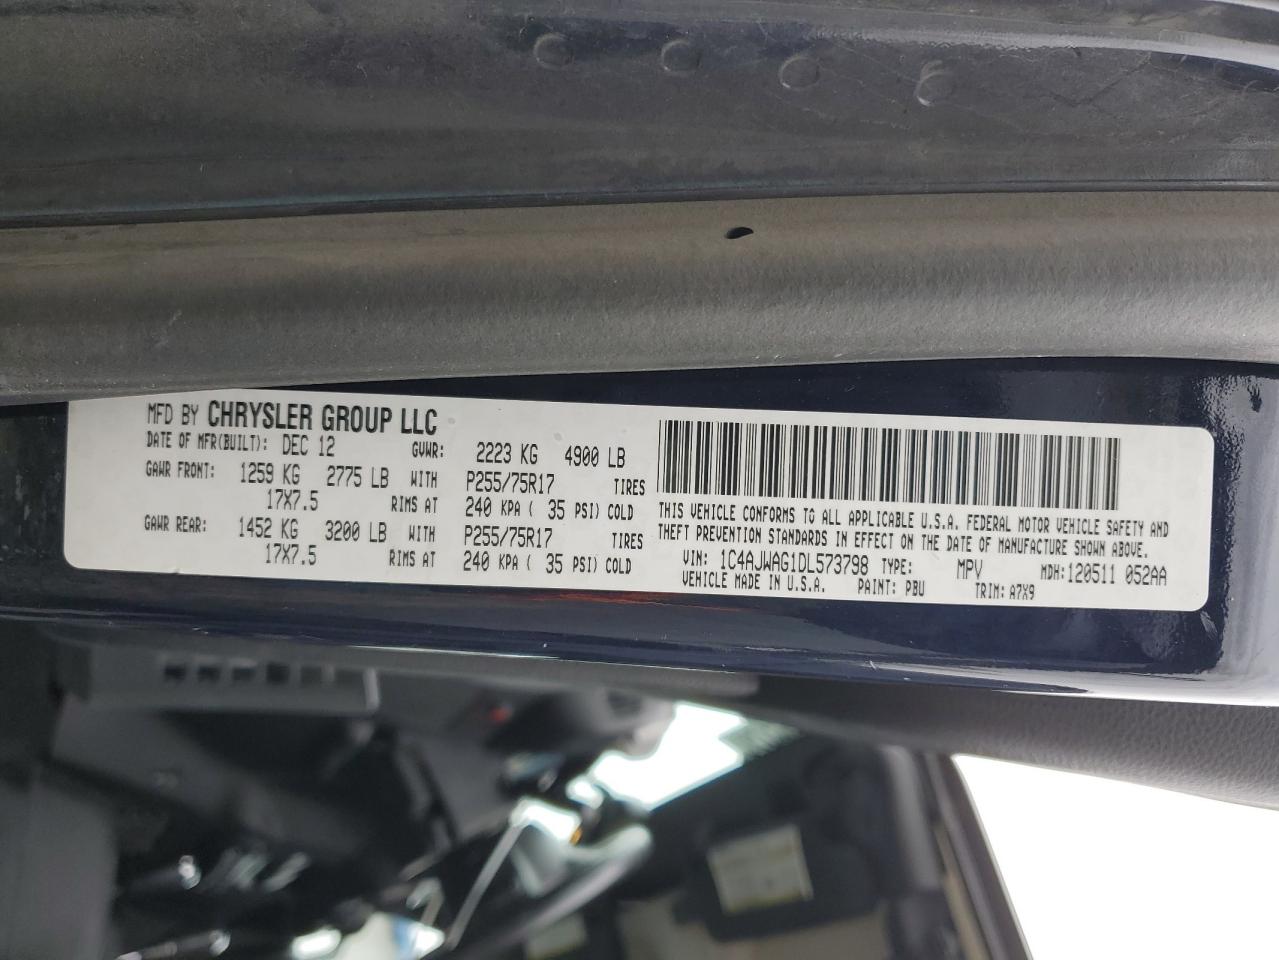 MFD BY CHRYSLER GROUP LLC
DATE OF MFR(BUILT): DEC 12 GVWR: 2223 KG 4900 LB
GAWR FRONT: 1259 KG 2775 LB WITH P255/75R17 TIRES
17X7.5 RIMS AT 240 KPA ( 35 PSI) COLD
GAWR REAR: 1452 KG 3200 LB WITH P255/75R17 TIRES
17X7.5 RIMS AT 240 KPA ( 35 PSI) COLD
THIS VEHICLE CONFORMS TO ALL APPLICABLE U.S.A. FEDERAL MOTOR VEHICLE SAFETY AND
THEFT PREVENTION STANDARDS IN EFFECT ON THE DATE OF MANUFACTURE SHOWN ABOVE.
VIN: 1C4AJWAG1DL573798 TYPE: MPV MDH:120511 052AA
VEHICLE MADE IN U.S.A. PAINT: PBU TRIM: A7X9